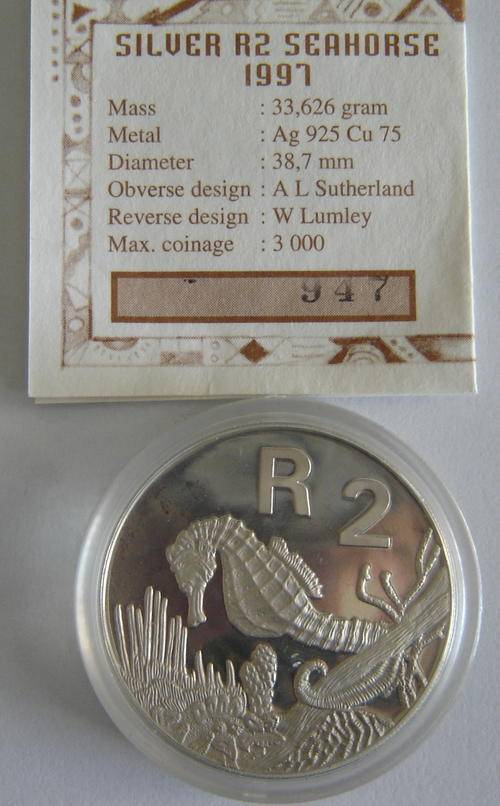 SILVER R2 SEAHORSE
1997
Mass : 33,626 gram
Metal : Ag 925 Cu 75
Diameter : 38,7 mm
Obverse design : A L Sutherland
Reverse design : W Lumley
Max. coinage : 3 000
947
R 2